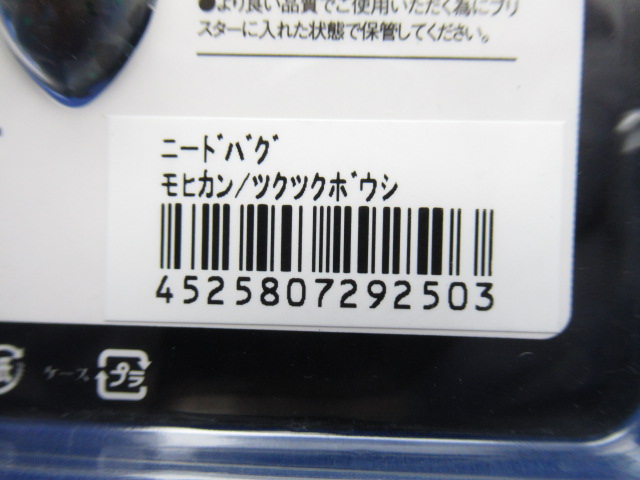 ●より良い品質でご使用いただく為にブリ
スターに入れた状態で保管してください。
ニードバグ
モヒカン/ツクツクボウシ
4525807292503
ケース
プラ